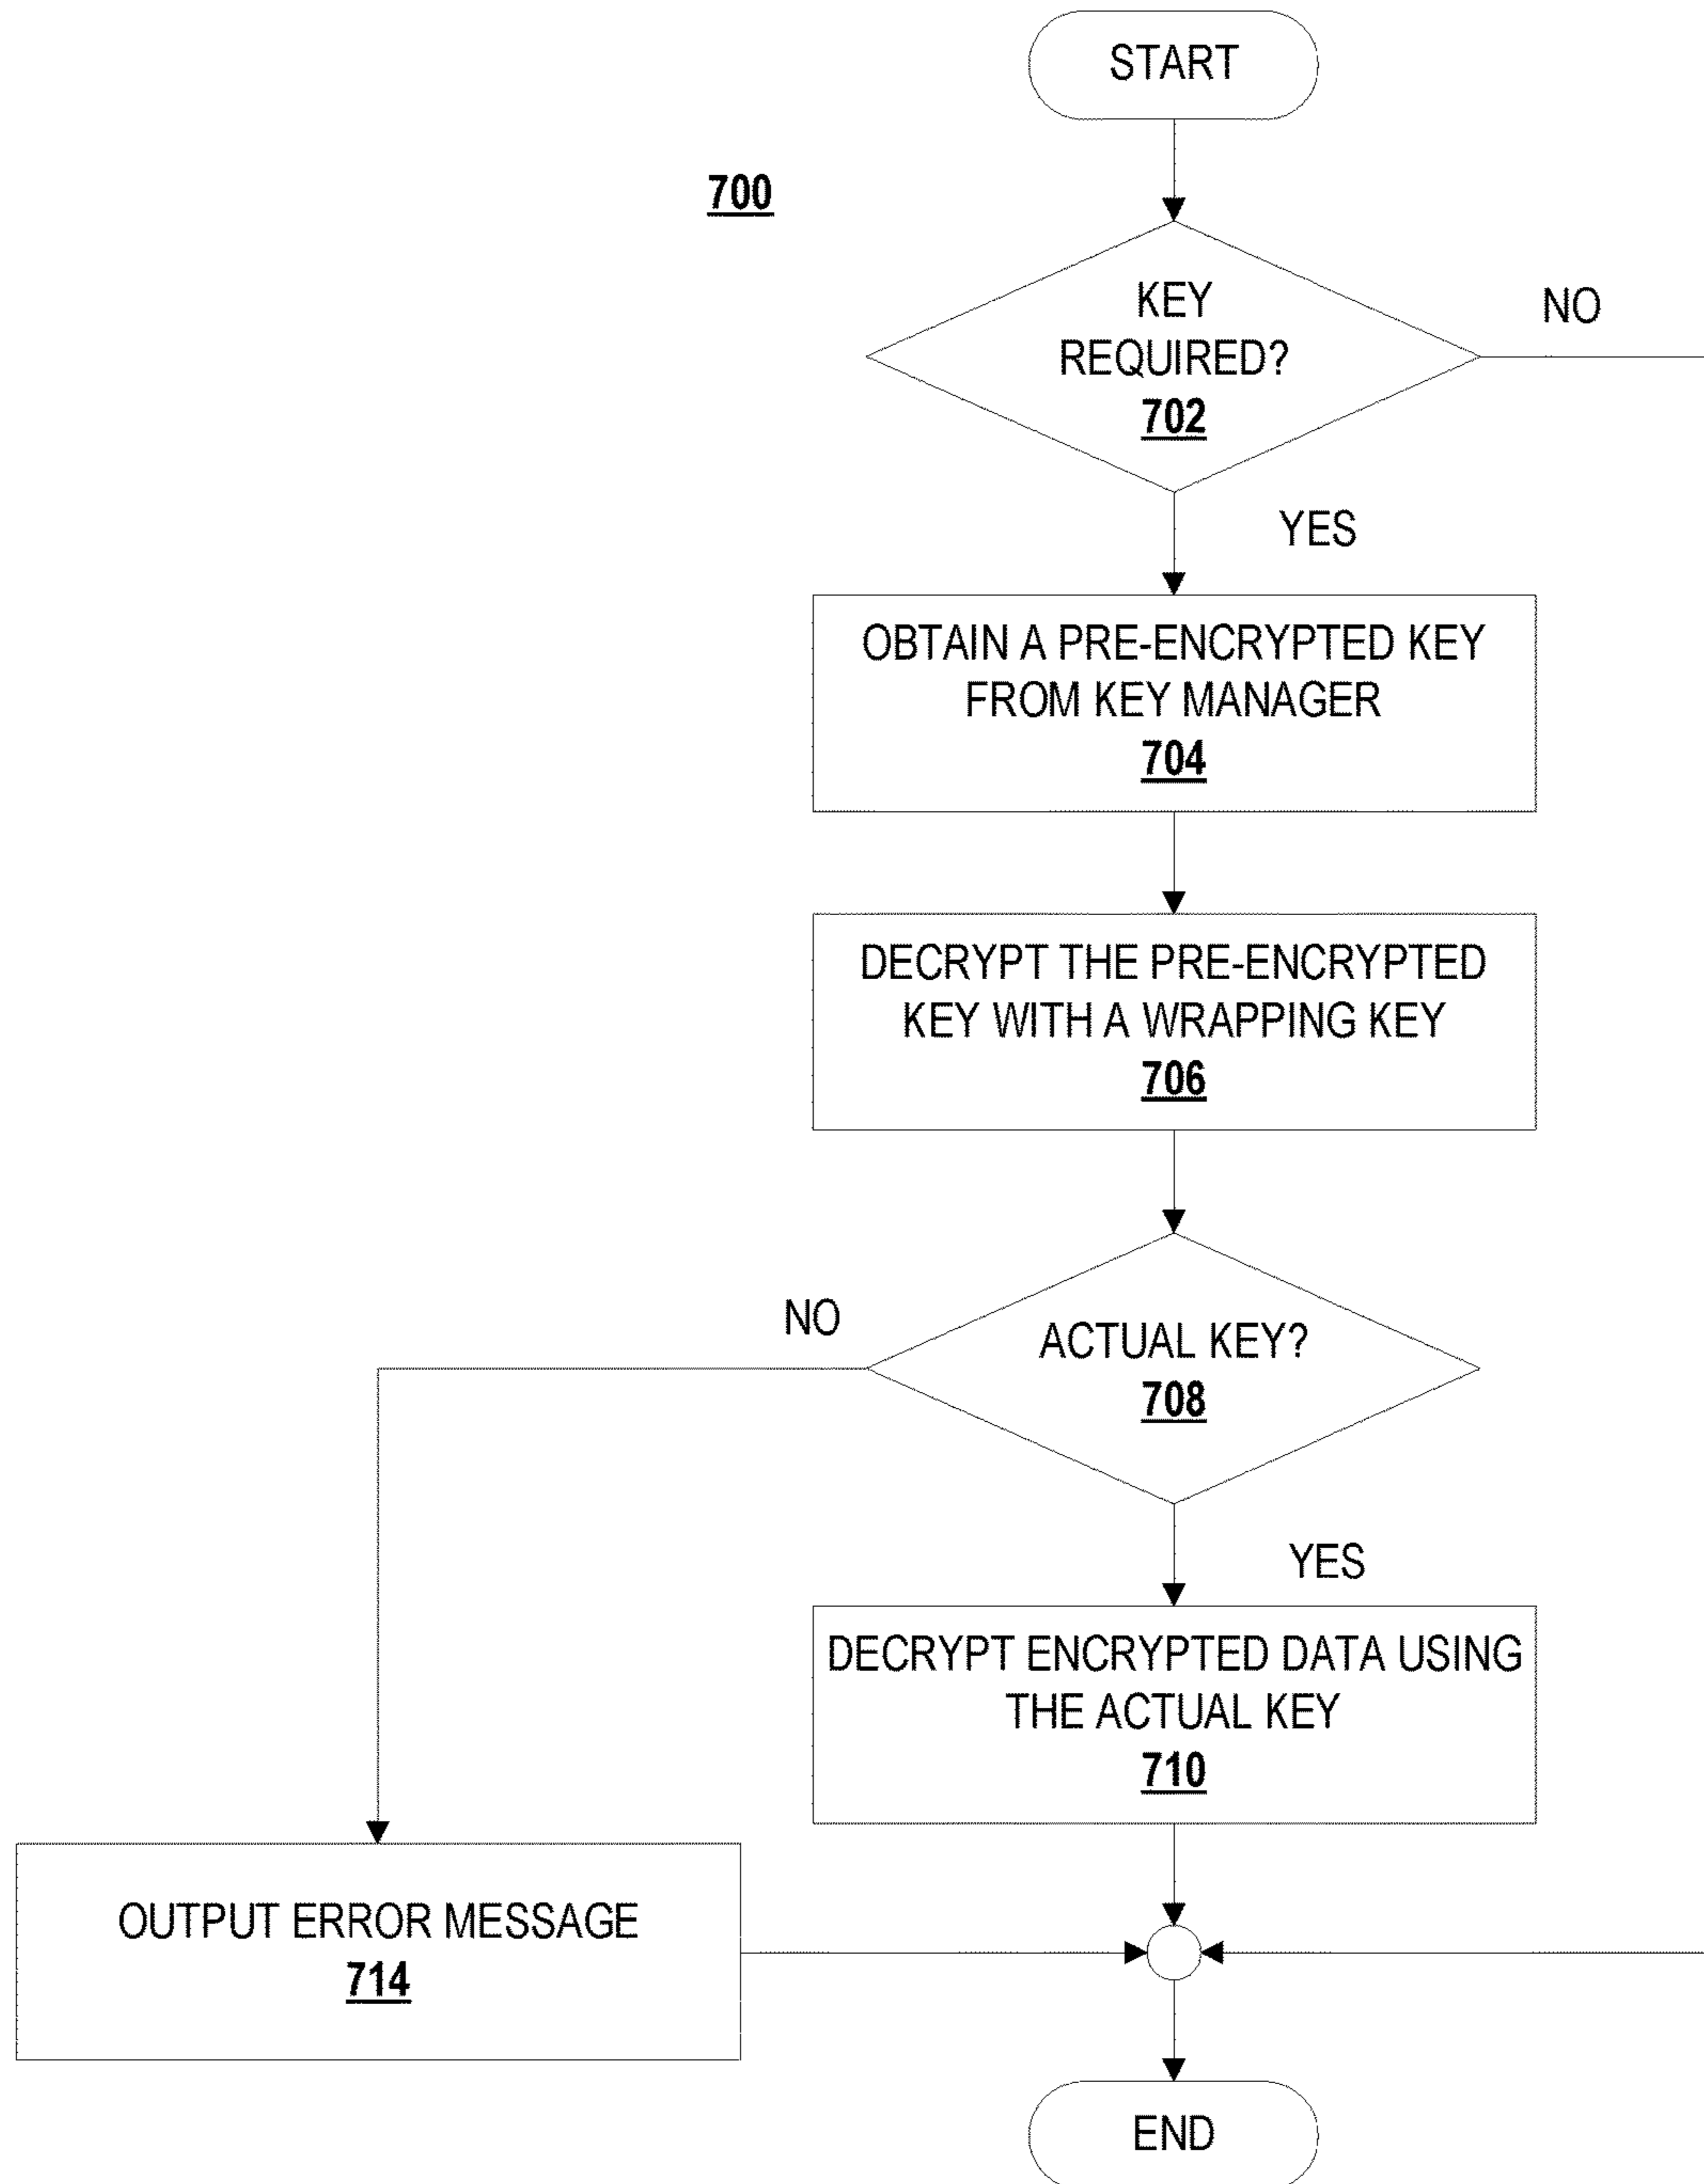 START
700
KEY
REQUIRED?
702
NO
YES
OBTAIN A PRE-ENCRYPTED KEY
FROM KEY MANAGER
704
DECRYPT THE PRE-ENCRYPTED
KEY WITH A WRAPPING KEY
706
NO
ACTUAL KEY?
708
YES
DECRYPT ENCRYPTED DATA USING
THE ACTUAL KEY
710
OUTPUT ERROR MESSAGE
714
END